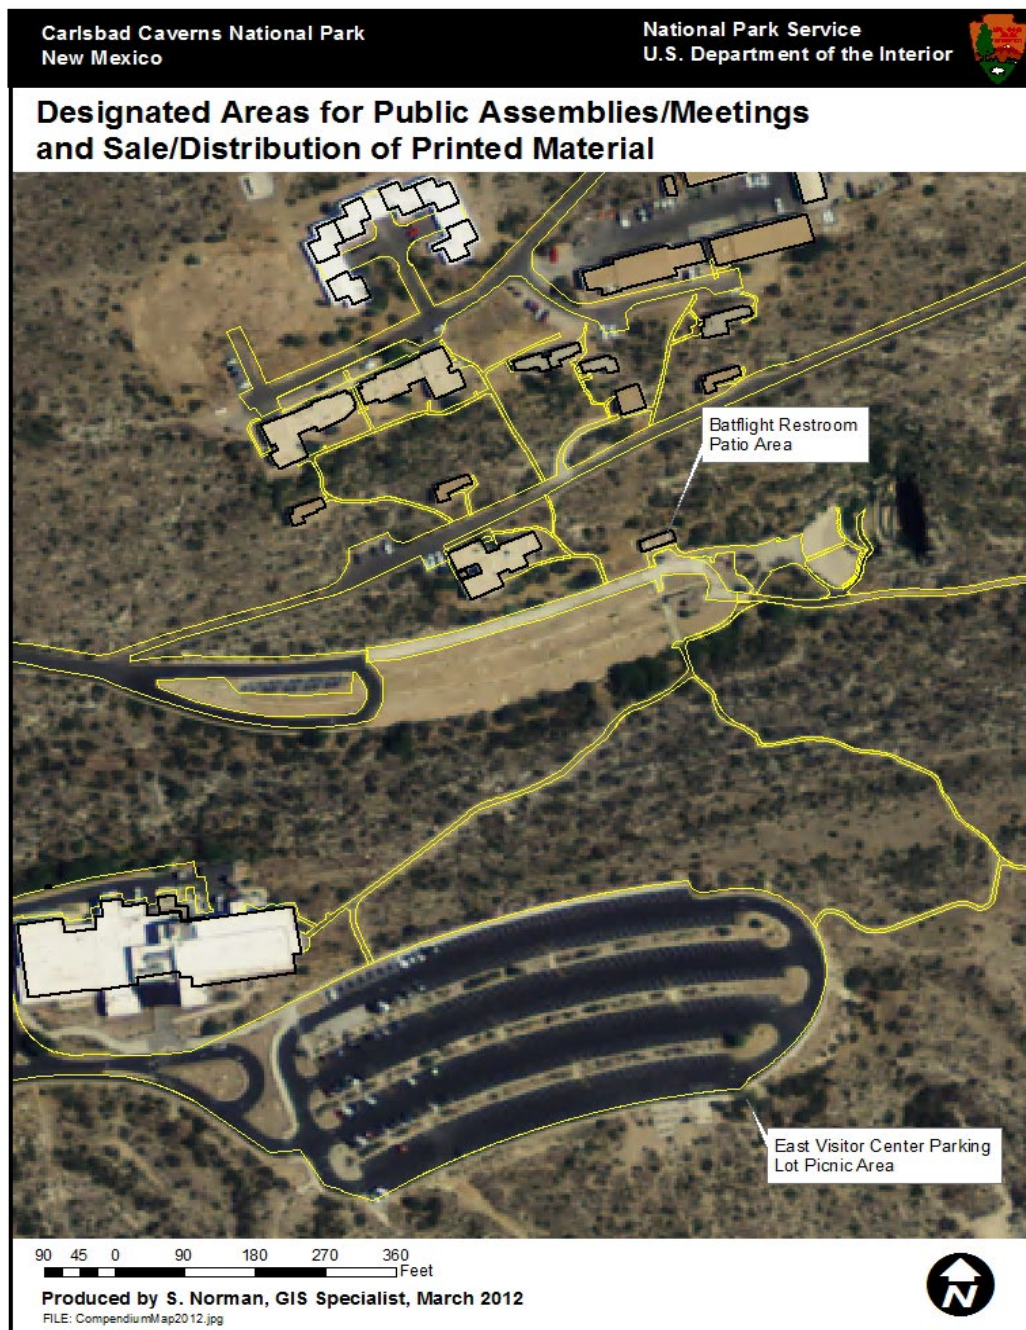 Carlsbad Caverns National Park
New Mexico
National Park Service
U.S. Department of the Interior
Designated Areas for Public Assemblies/Meetings
and Sale/Distribution of Printed Material
Batflight Restroom
Patio Area
East Visitor Center Parking
Lot Picnic Area
90 45 0 90 180 270 360
Feet
N
Produced by S. Norman, GIS Specialist, March 2012
FILE: CompendiumMap2012.jpg